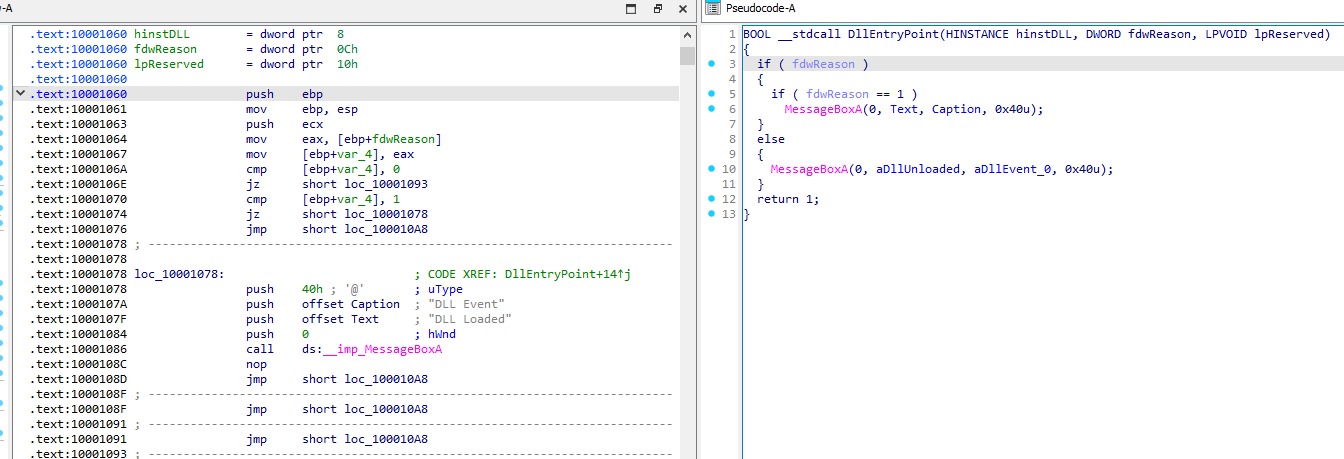 -A
Pseudocode-A
.text:10001060 hinstDLL = dword ptr 8
.text:10001060 fdwReason = dword ptr 0Ch
.text:10001060 lpReserved = dword ptr 10h
.text:10001060
.text:10001060 push ebp
.text:10001061 mov ebp, esp
.text:10001063 push ecx
.text:10001064 mov eax, [ebp+fdwReason]
.text:10001067 mov [ebp+var_4], eax
.text:1000106A cmp [ebp+var_4], 0
.text:1000106E jz short loc_10001093
.text:10001070 cmp [ebp+var_4], 1
.text:10001074 jz short loc_10001078
.text:10001076 jmp short loc_100010A8
.text:10001078 ; ---------------------------------------------------------------------------
.text:10001078
.text:10001078 loc_10001078: ; CODE XREF: DllEntryPoint+14↑j
.text:10001078 push 40h ; '@' ; uType
.text:1000107A push offset Caption ; "DLL Event"
.text:1000107F push offset Text ; "DLL Loaded"
.text:10001084 push 0 ; hWnd
.text:10001086 call ds:__imp_MessageBoxA
.text:1000108C nop
.text:1000108D jmp short loc_100010A8
.text:1000108F ; ---------------------------------------------------------------------------
.text:1000108F jmp short loc_100010A8
.text:10001091 ; ---------------------------------------------------------------------------
.text:10001091 jmp short loc_100010A8
.text:10001093 ; ---------------------------------------------------------------------------
1 BOOL __stdcall DllEntryPoint(HINSTANCE hinstDLL, DWORD fdwReason, LPVOID lpReserved)
2 {
3 if ( fdwReason )
4 {
5 if ( fdwReason == 1 )
6 MessageBoxA(0, Text, Caption, 0x40u);
7 }
8 else
9 {
10 MessageBoxA(0, aDllUnloaded, aDllEvent_0, 0x40u);
11 }
12 return 1;
13 }